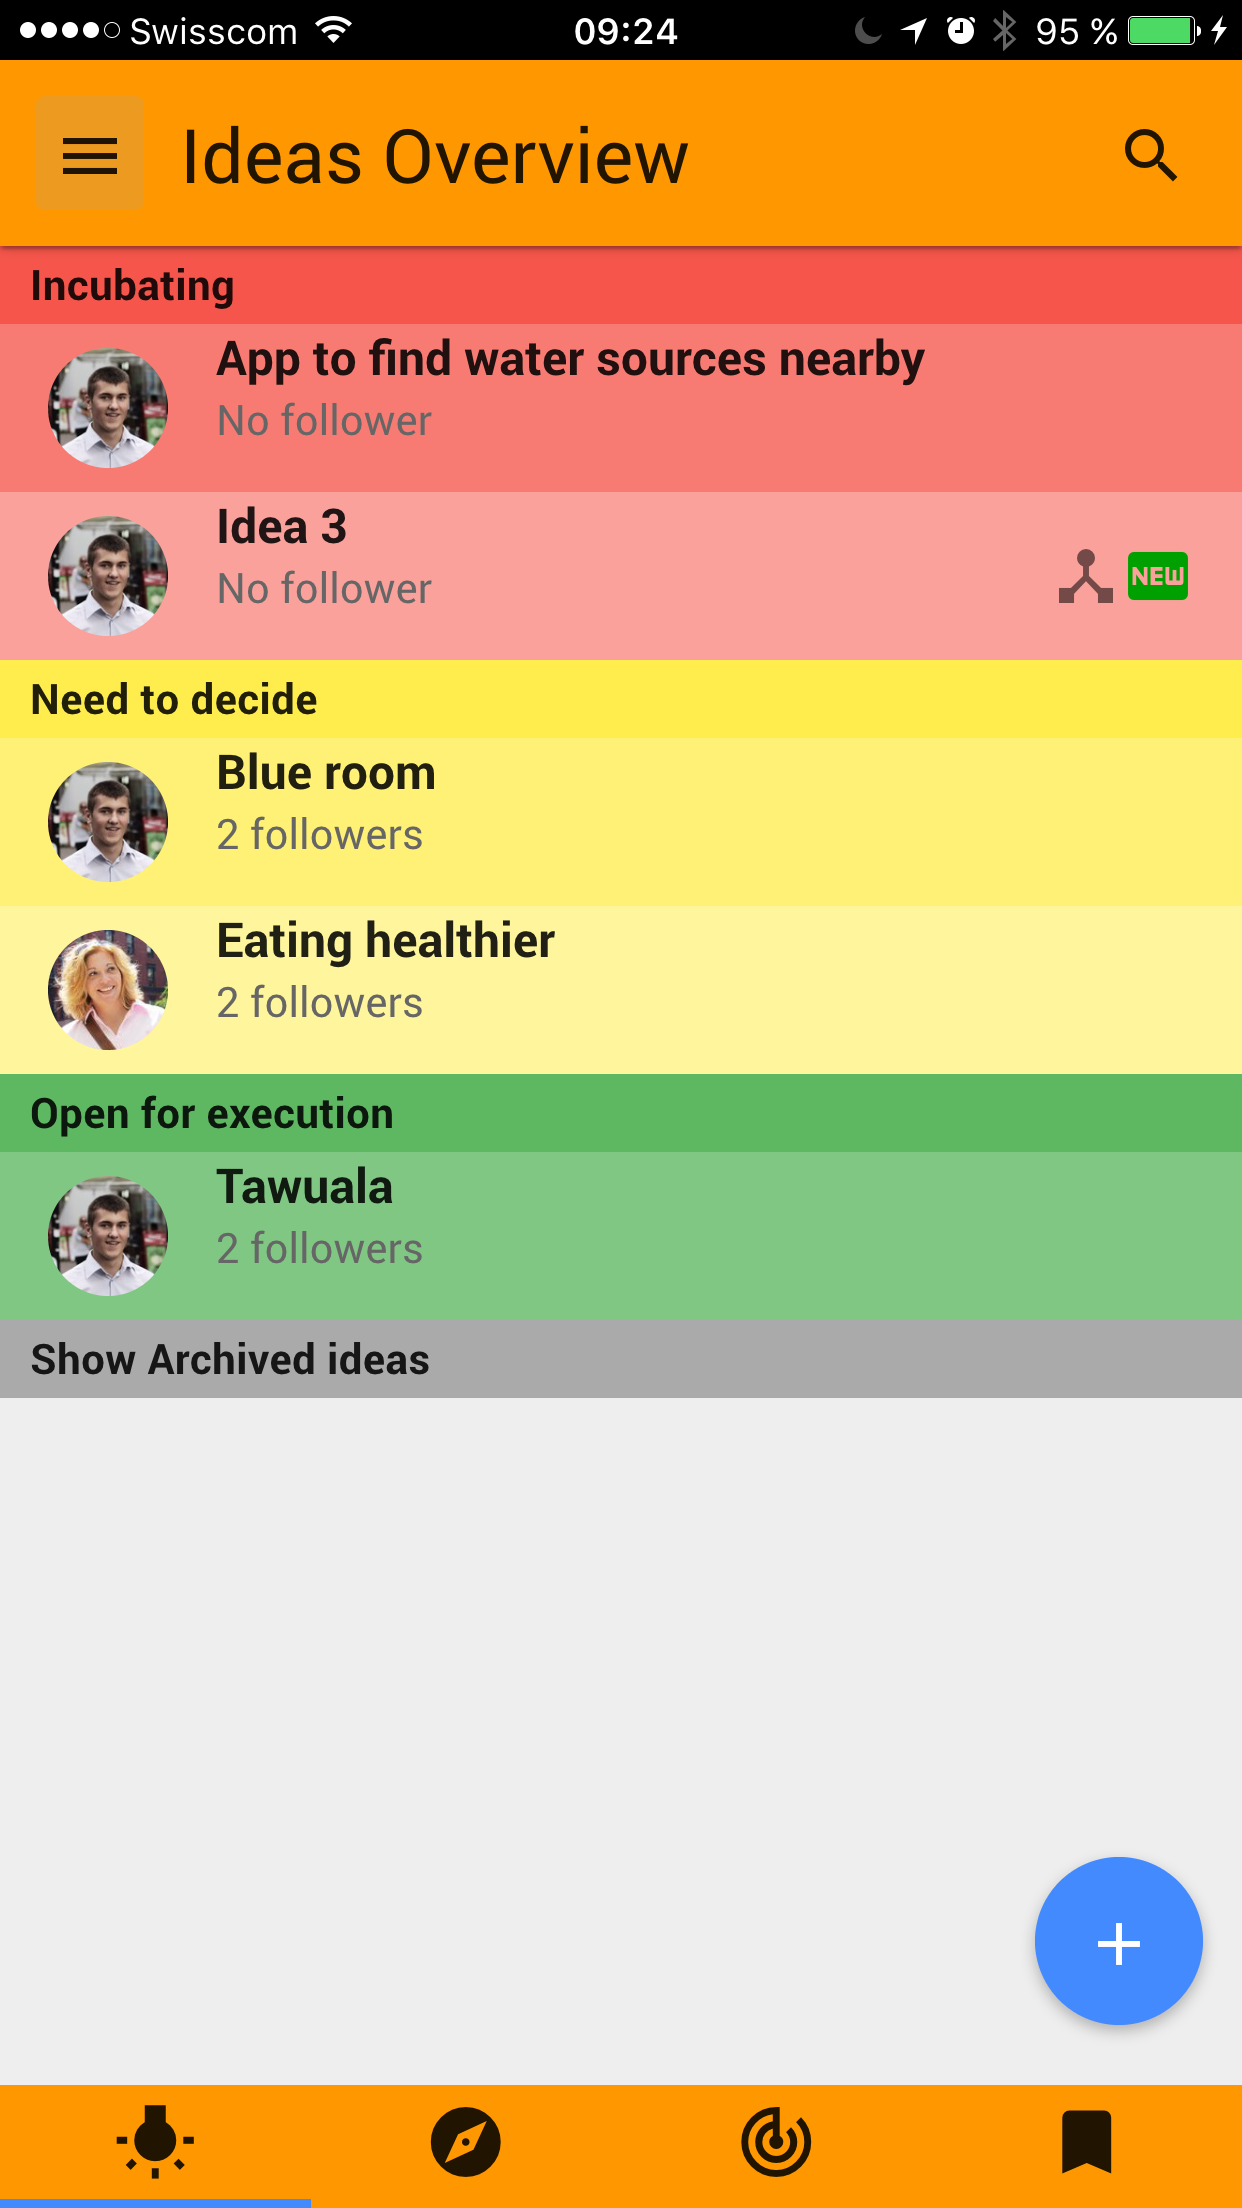 Swisscom 09:24 95 %
Ideas Overview
Incubating
App to find water sources nearby
No follower
Idea 3
No follower
NEW
Need to decide
Blue room
2 followers
Eating healthier
2 followers
Open for execution
Tawuala
2 followers
Show Archived ideas